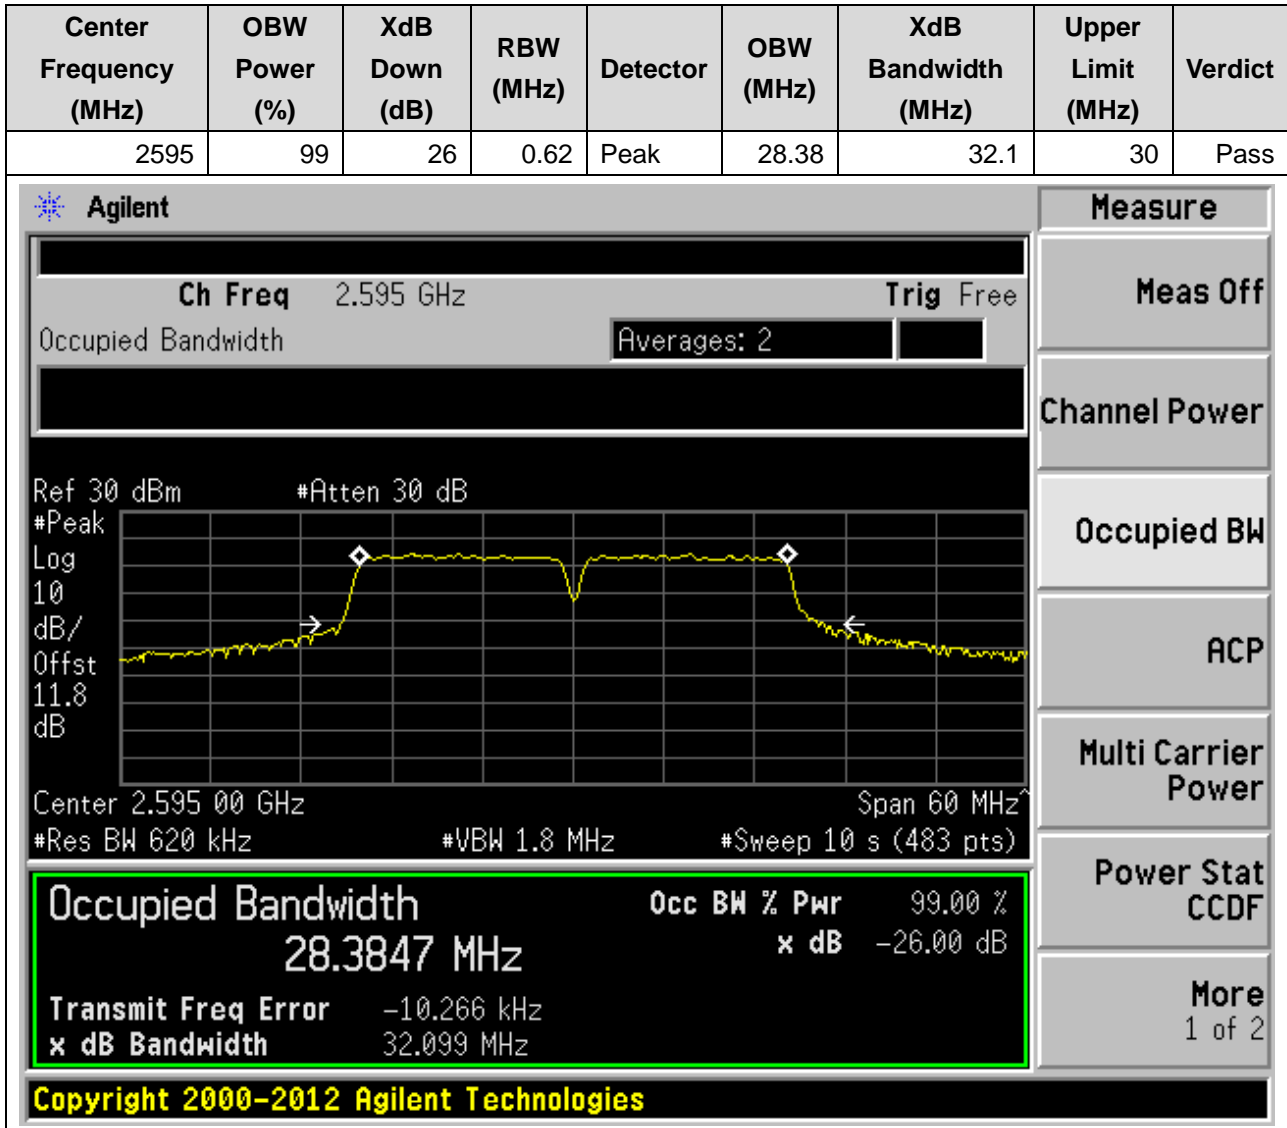 Center Frequency (MHz) OBW Power (%) XdB Down (dB) RBW (MHz) Detector OBW (MHz) XdB Bandwidth (MHz) Upper Limit (MHz) Verdict
2595 99 26 0.62 Peak 28.38 32.1 30 Pass
Agilent
Measure
Ch Freq 2.595 GHz Trig Free
Occupied Bandwidth Averages: 2
Meas Off
Channel Power
Occupied BW
ACP
Multi Carrier
Power
Power Stat
CCDF
More
1 of 2
Ref 30 dBm #Atten 30 dB
#Peak
Log
10
dB/
Offst
11.8
dB
Center 2.595 00 GHz Span 60 MHz^
#Res BW 620 kHz #VBW 1.8 MHz #Sweep 10 s (483 pts)
Occupied Bandwidth Occ BW % Pwr 99.00 %
28.3847 MHz x dB -26.00 dB
Transmit Freq Error -10.266 kHz
x dB Bandwidth 32.099 MHz
Copyright 2000-2012 Agilent Technologies